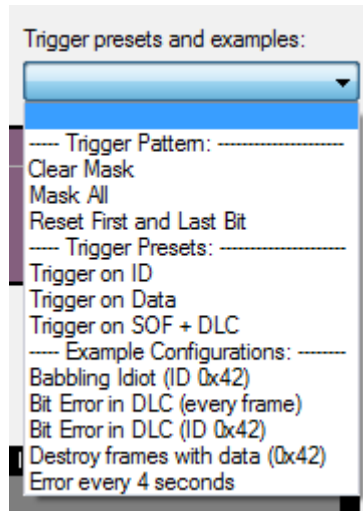 Trigger presets and examples:
----- Trigger Pattern: ---------------------
Clear Mask
Mask All
Reset First and Last Bit
----- Trigger Presets: ---------------------
Trigger on ID
Trigger on Data
Trigger on SOF + DLC
----- Example Configurations: --------
Babbling Idiot (ID 0x42)
Bit Error in DLC (every frame)
Bit Error in DLC (ID 0x42)
Destroy frames with data (0x42)
Error every 4 seconds